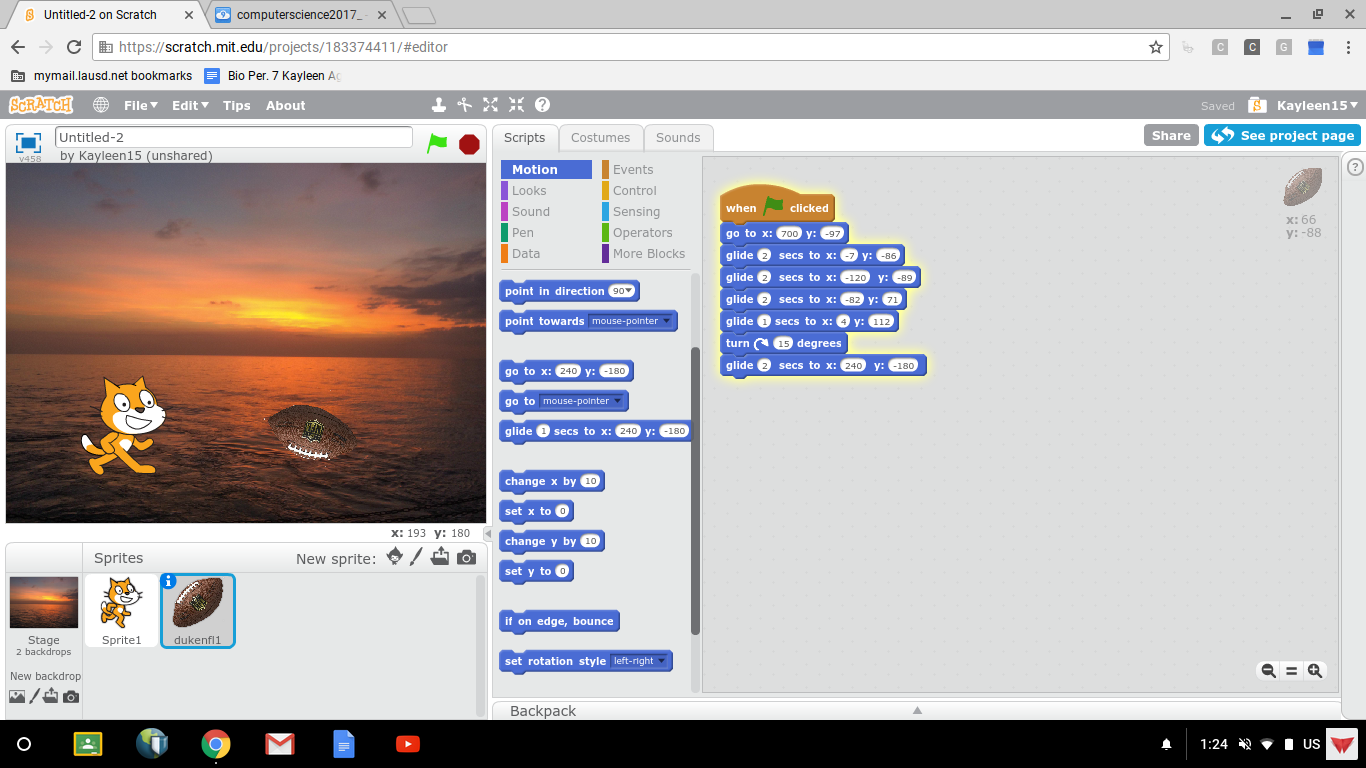 Untitled-2 on Scratch
computerscience2017_
https://scratch.mit.edu/projects/183374411/#editor
mymail.lausd.net bookmarks
Bio Per. 7 Kayleen
SCRATCH
File Edit Tips About
Saved
Kayleen15
Untitled-2
by Kayleen15 (unshared)
v458
Scripts Costumes Sounds
Share
See project page
Motion Events
Looks Control
Sound Sensing
Pen Operators
Data More Blocks
point in direction 90
point towards mouse-pointer
go to x: 240 y: -180
go to mouse-pointer
glide 1 secs to x: 240 y: -180
change x by 10
set x to 0
change y by 10
set y to 0
if on edge, bounce
set rotation style left-right
when clicked
go to x: 700 y: -97
glide 2 secs to x: -7 y: -86
glide 2 secs to x: -120 y: -89
glide 2 secs to x: -82 y: 71
glide 1 secs to x: 4 y: 112
turn 15 degrees
glide 2 secs to x: 240 y: -180
x: 66
y: -88
?
x: 193 y: 180
Sprites
New sprite:
Stage
2 backdrops
New backdrop
Sprite1
dukenfl1
Backpack
1:24
US